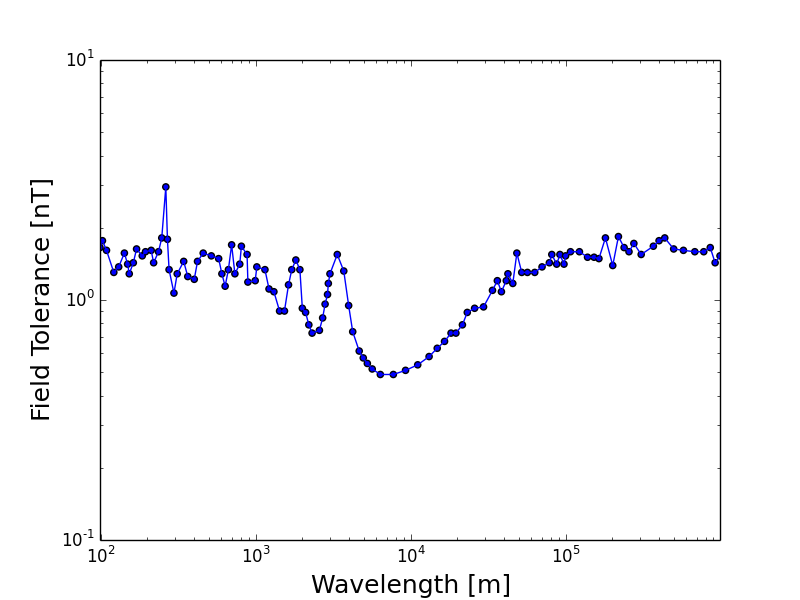 10¹
10⁰
10⁻¹
Field Tolerance [nT]
10² 10³ 10⁴ 10⁵
Wavelength [m]